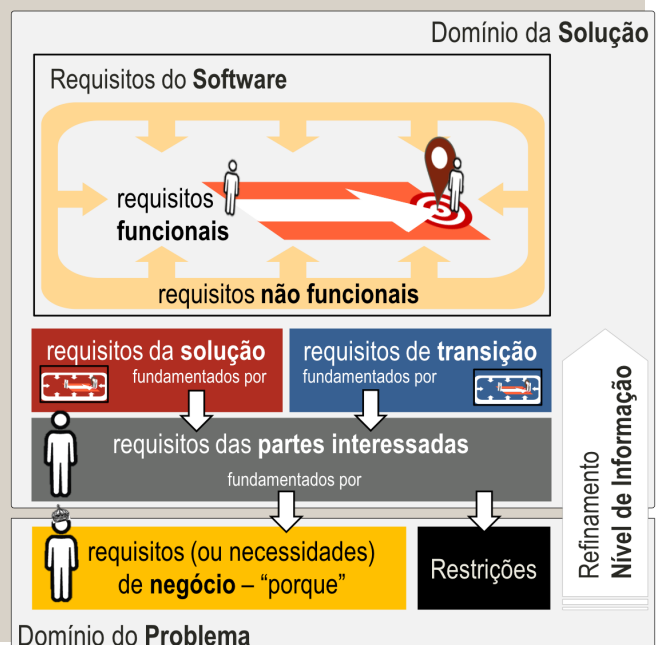 Domínio da Solução
Requisitos do Software
requisitos
funcionais
requisitos não funcionais
requisitos da solução
fundamentados por
requisitos de transição
fundamentados por
requisitos das partes interessadas
fundamentados por
requisitos (ou necessidades)
de negócio – “porque”
Restrições
Refinamento
Nível de Informação
Domínio do Problema